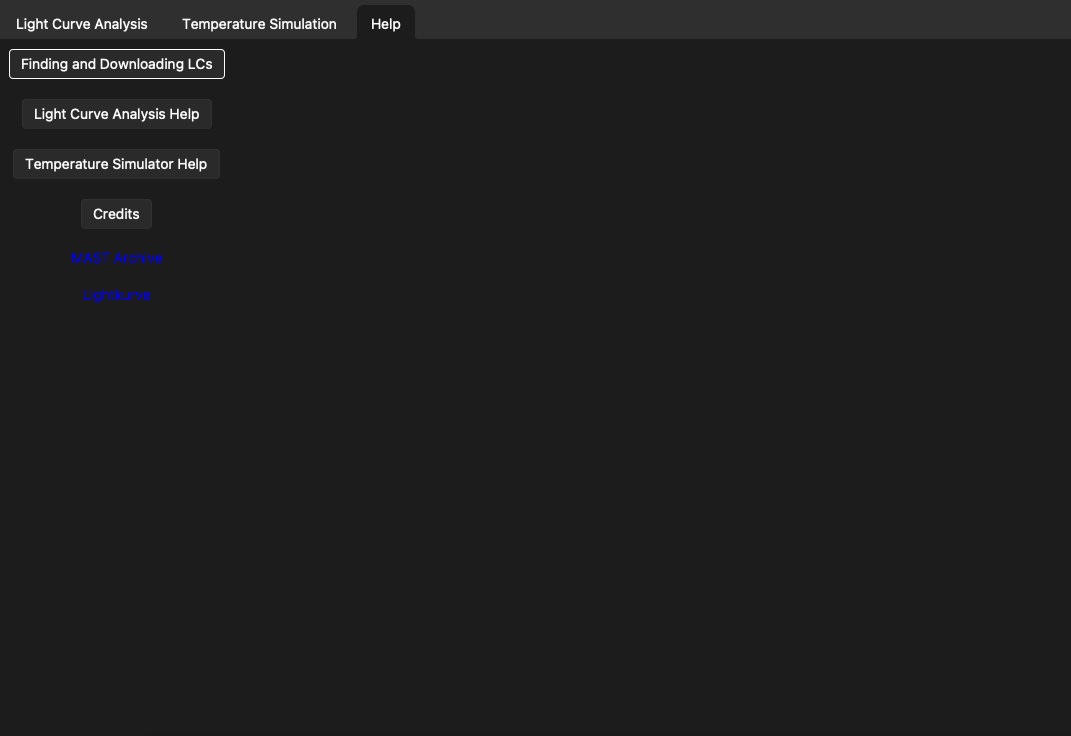 Light Curve Analysis Temperature Simulation Help
Finding and Downloading LCs
Light Curve Analysis Help
Temperature Simulator Help
Credits
MAST Archive
Lightkurve